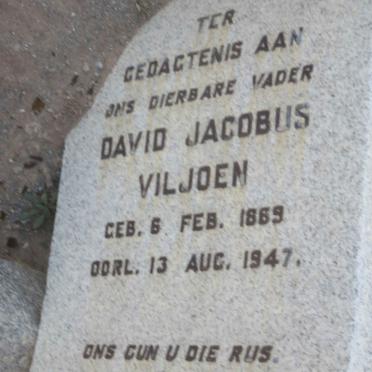 TER
GEDAGTENIS AAN
ONS DIERBARE VADER
DAVID JACOBUS
VILJOEN
GEB. 6 FEB. 1869
OORL. 13 AUG. 1947.
ONS GUN U DIE RUS.